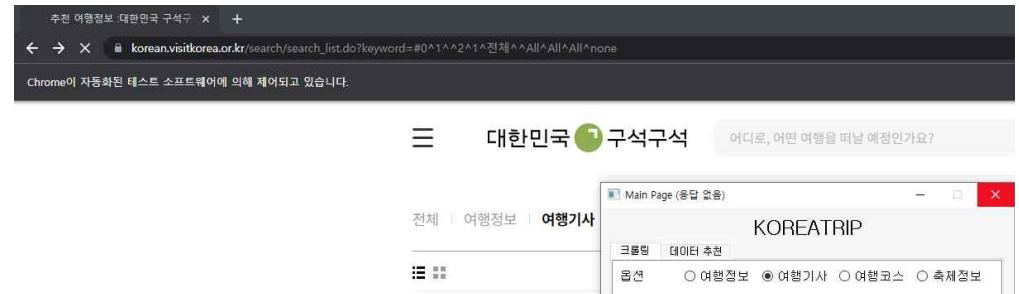 추천 여행정보 :대한민국 구석구
korean.visitkorea.or.kr/search/search_list.do?keyword=#0^1^^2^1^전체^^All^All^All^none
Chrome이 자동화된 테스트 소프트웨어에 의해 제어되고 있습니다.
대한민국 구석구석
어디로, 어떤 여행을 떠날 예정인가요?
전체 여행정보 여행기사
Main Page (응답 없음)
KOREATRIP
크롤링 데이터 추천
옵션 여행정보 여행기사 여행코스 축제정보